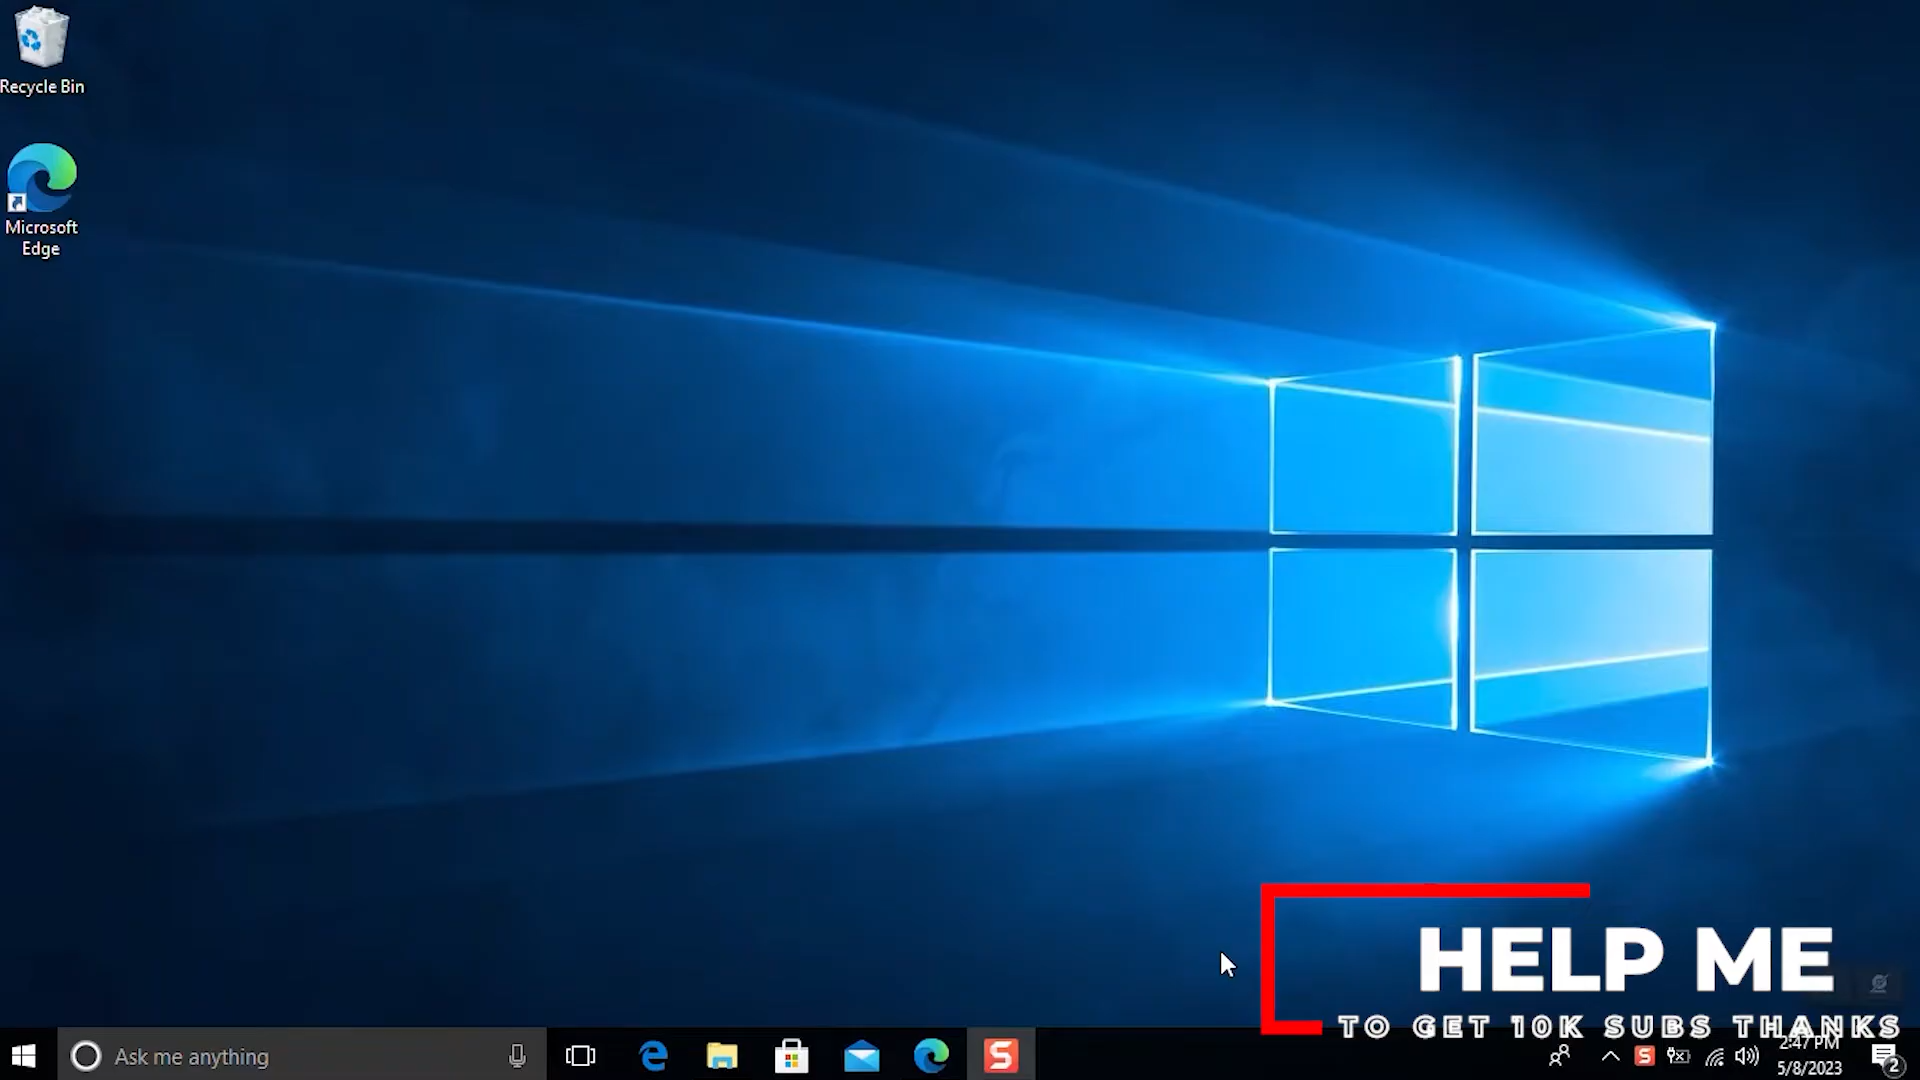 Recycle Bin
Microsoft
Edge
HELP ME
TO GET 10K SUBS THANKS
Ask me anything
S
S
2:47 PM
5/8/2023
2